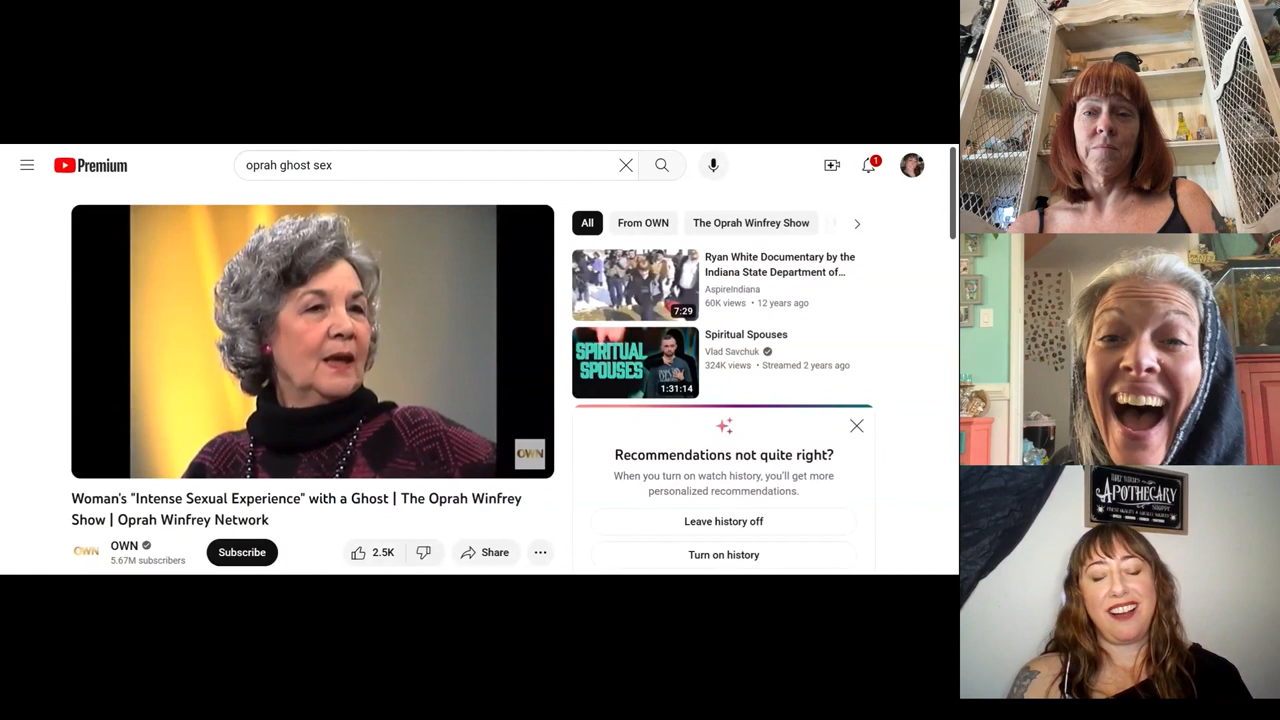 Premium
oprah ghost sex
1
OWN
Woman's "Intense Sexual Experience" with a Ghost | The Oprah Winfrey
Show | Oprah Winfrey Network
OWN
OWN
5.67M subscribers
Subscribe
2.5K
Share
All
From OWN
The Oprah Winfrey Show
7:29
Ryan White Documentary by the
Indiana State Department of...
AspireIndiana
60K views • 12 years ago
SPIRITUAL
SPOUSES
1:31:14
Spiritual Spouses
Vlad Savchuk
324K views • Streamed 2 years ago
Recommendations not quite right?
When you turn on watch history, you'll get more
personalized recommendations.
Leave history off
Turn on history
APOTHECARY
SHOPPE